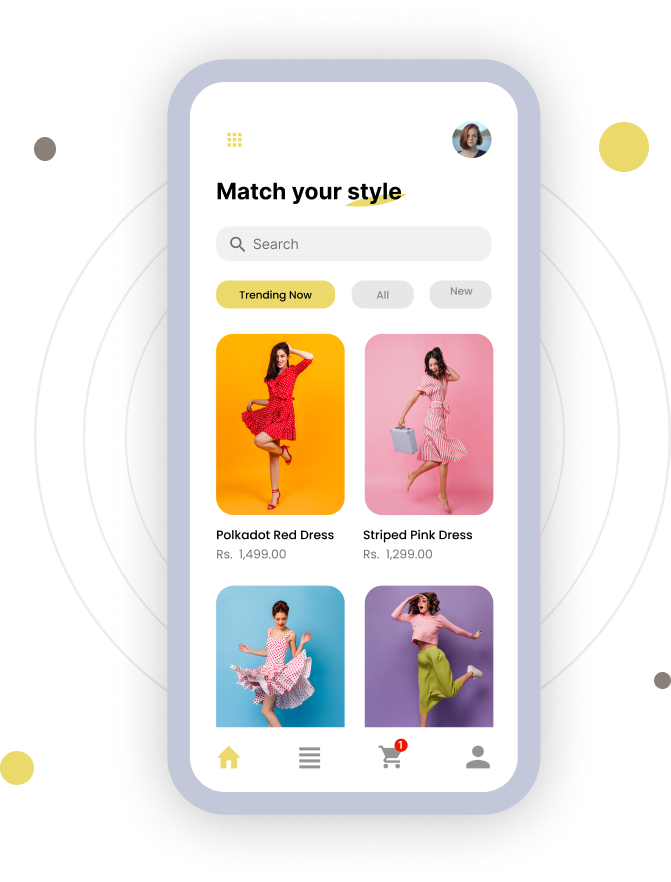 Match your style
Search
Trending Now
All
New
Polkadot Red Dress
Striped Pink Dress
Rs. 1,499.00
Rs. 1,299.00
1